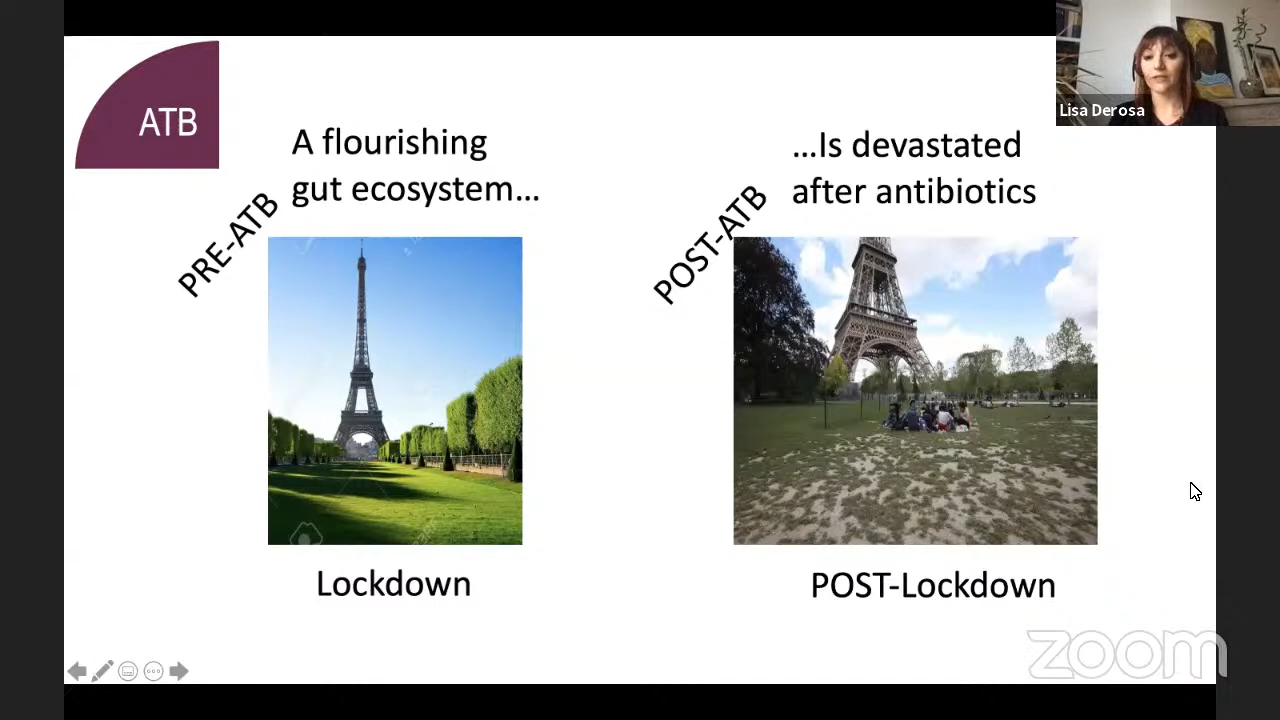 ATB
A flourishing
gut ecosystem...
PRE-ATB
...Is devastated
after antibiotics
POST-ATB
Lockdown
POST-Lockdown
Lisa Derosa
zoom